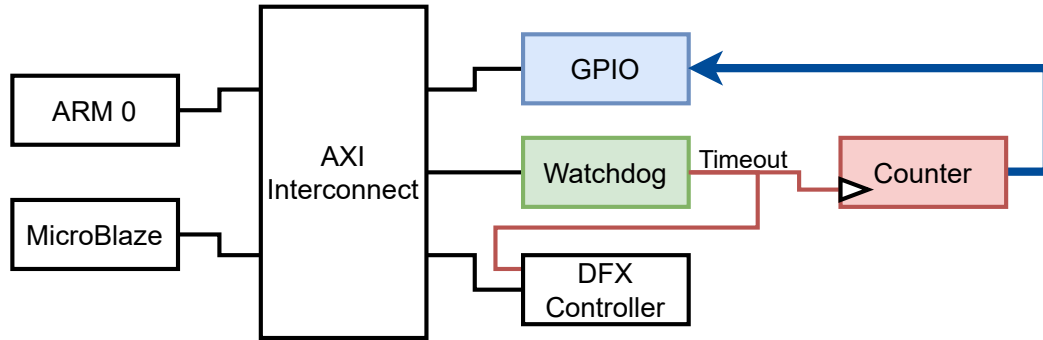 GPIO
ARM 0
AXI
Interconnect
Watchdog
Timeout
Counter
MicroBlaze
DFX
Controller